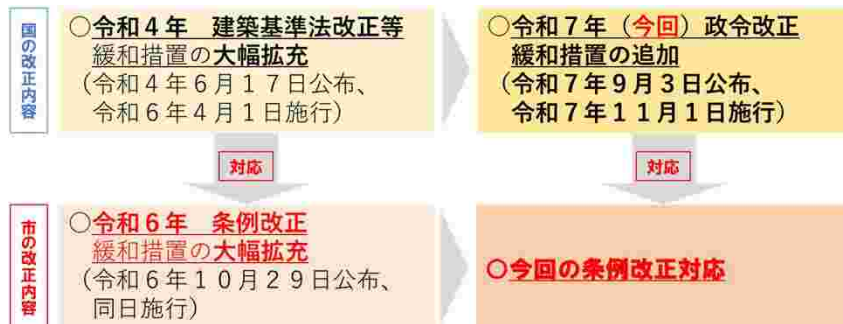 国の改正内容
○令和４年　建築基準法改正等
緩和措置の大幅拡充
（令和４年６月１７日公布、
令和６年４月１日施行）
○令和７年（今回）政令改正
緩和措置の追加
（令和７年９月３日公布、
令和７年１１月１日施行）
対応
対応
市の改正内容
○令和６年　条例改正
緩和措置の大幅拡充
（令和６年１０月２９日公布、
同日施行）
○今回の条例改正対応